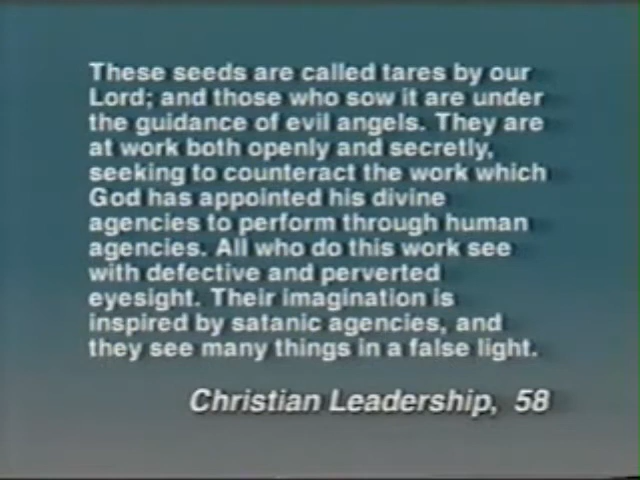 These seeds are called tares by our
Lord; and those who sow it are under
the guidance of evil angels. They are
at work both openly and secretly,
seeking to counteract the work which
God has appointed his divine
agencies to perform through human
agencies. All who do this work see
with defective and perverted
eyesight. Their imagination is
inspired by satanic agencies, and
they see many things in a false light.
Christian Leadership, 58